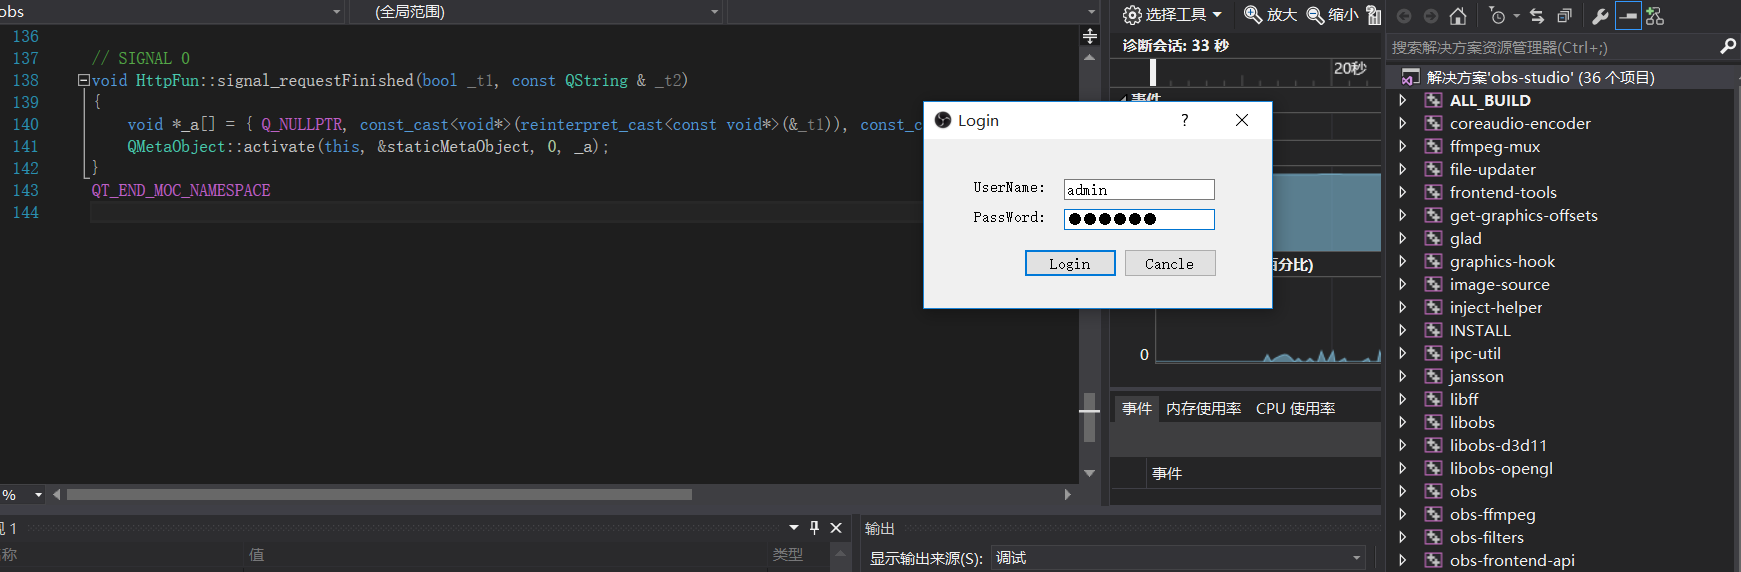 obs
(全局范围)
136
137 // SIGNAL 0
138 void HttpFun::signal_requestFinished(bool _t1, const QString & _t2)
139 {
140 void *_a[] = { Q_NULLPTR, const_cast<void*>(reinterpret_cast<const void*>(&_t1)), const_c
141 QMetaObject::activate(this, &staticMetaObject, 0, _a);
142 }
143 QT_END_MOC_NAMESPACE
144
%
选择工具
放大
缩小
诊断会话: 33 秒
20秒
事件
分比)
0
事件
内存使用率
CPU 使用率
事件
Login
?
UserName:
admin
PassWord:
●●●●●●
Login
Cancle
搜索解决方案资源管理器(Ctrl+;)
解决方案'obs-studio' (36 个项目)
ALL_BUILD
coreaudio-encoder
ffmpeg-mux
file-updater
frontend-tools
get-graphics-offsets
glad
graphics-hook
image-source
inject-helper
INSTALL
ipc-util
jansson
libff
libobs
libobs-d3d11
libobs-opengl
obs
obs-ffmpeg
obs-filters
obs-frontend-api
视 1
称
值
类型
输出
显示输出来源(S):
调试